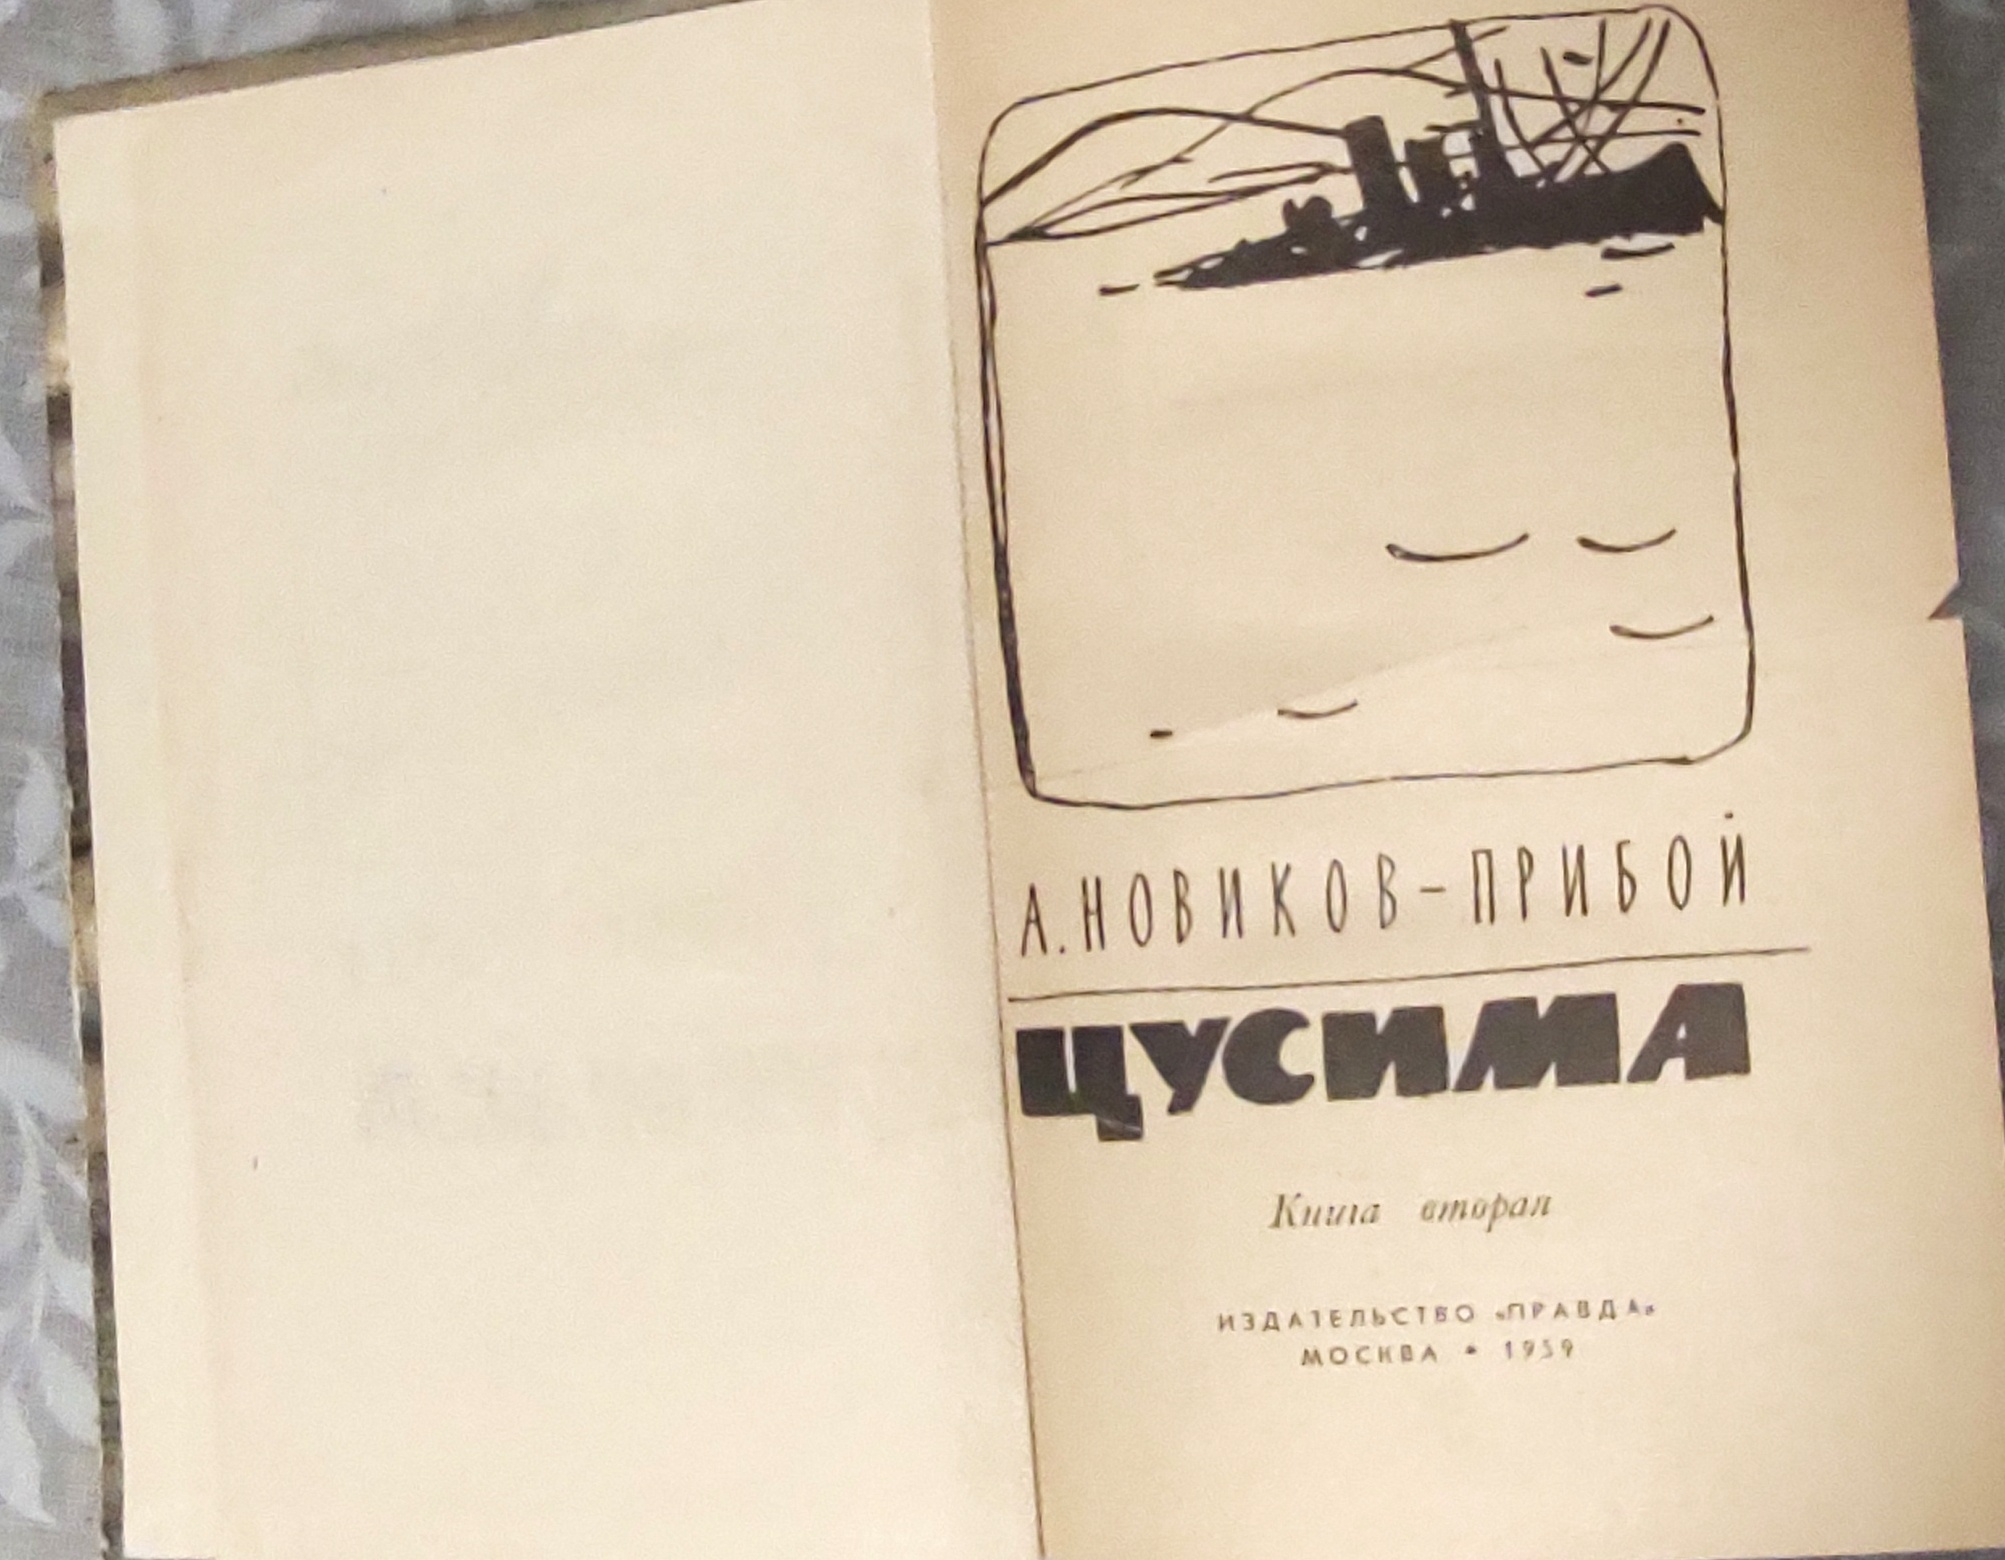 А. НОВИКОВ-ПРИБОЙ
ЦУСИМА
Книга вторая
ИЗДАТЕЛЬСТВО «ПРАВДА»
МОСКВА • 1959